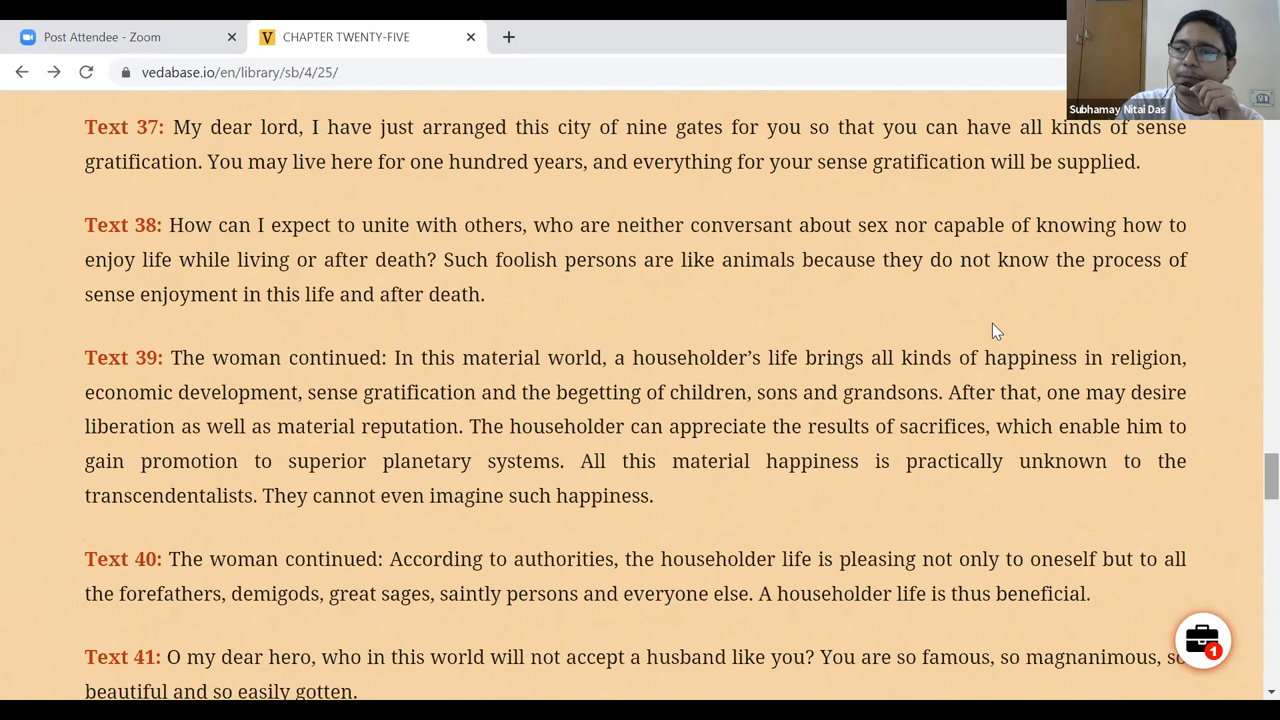 Post Attendee - Zoom
CHAPTER TWENTY-FIVE
vedabase.io/en/library/sb/4/25/
Subhamay Nitai Das
Text 37: My dear lord, I have just arranged this city of nine gates for you so that you can have all kinds of sense
gratification. You may live here for one hundred years, and everything for your sense gratification will be supplied.
Text 38: How can I expect to unite with others, who are neither conversant about sex nor capable of knowing how to
enjoy life while living or after death? Such foolish persons are like animals because they do not know the process of
sense enjoyment in this life and after death.
Text 39: The woman continued: In this material world, a householder’s life brings all kinds of happiness in religion,
economic development, sense gratification and the begetting of children, sons and grandsons. After that, one may desire
liberation as well as material reputation. The householder can appreciate the results of sacrifices, which enable him to
gain promotion to superior planetary systems. All this material happiness is practically unknown to the
transcendentalists. They cannot even imagine such happiness.
Text 40: The woman continued: According to authorities, the householder life is pleasing not only to oneself but to all
the forefathers, demigods, great sages, saintly persons and everyone else. A householder life is thus beneficial.
1
Text 41: O my dear hero, who in this world will not accept a husband like you? You are so famous, so magnanimous, so
beautiful and so easily gotten.